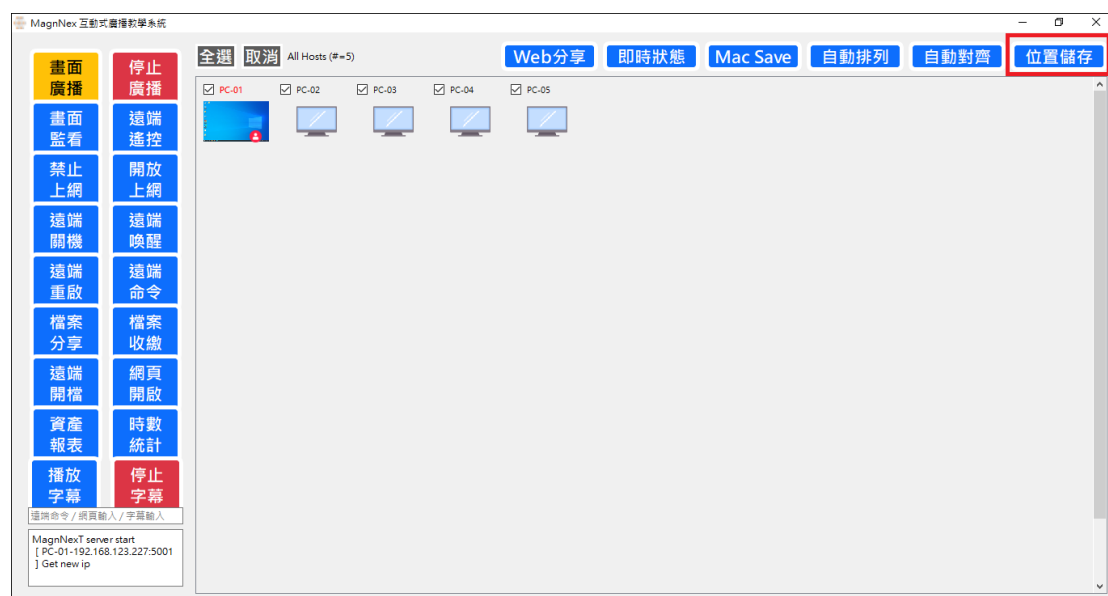 MagnNex 互動式廣播教學系統
全選 取消 All Hosts (#=5) Web分享 即時狀態 Mac Save 自動排列 自動對齊 位置儲存
畫面
廣播
停止
廣播
PC-01 PC-02 PC-03 PC-04 PC-05
畫面
監看
遠端
遙控
禁止
上網
開放
上網
遠端
關機
遠端
喚醒
遠端
重啟
遠端
命令
檔案
分享
檔案
收繳
遠端
開檔
網頁
開啟
資產
報表
時數
統計
播放
字幕
停止
字幕
遠端命令 / 網頁輸入 / 字幕輸入
MagnNexT server start
[ PC-01-192.168.123.227:5001
] Get new ip